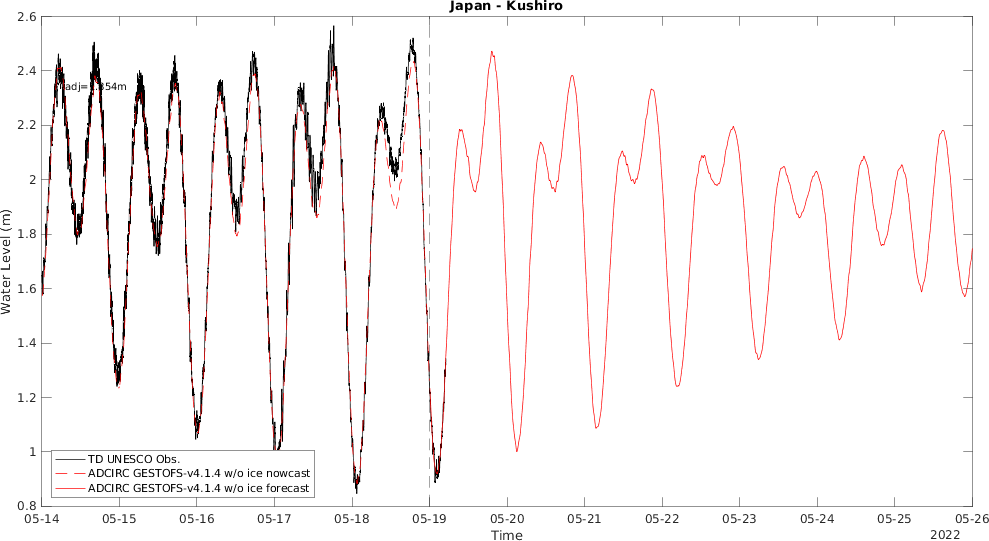 Japan - Kushiro
2.6
2.4
2.2
2
1.8
1.6
1.4
1.2
1
0.8
Water Level (m)
TD UNESCO Obs.
ADCIRC GESTOFS-v4.1.4 w/o ice nowcast
ADCIRC GESTOFS-v4.1.4 w/o ice forecast
05-14 05-15 05-16 05-17 05-18 05-19 05-20 05-21 05-22 05-23 05-24 05-25 05-26
Time
2022